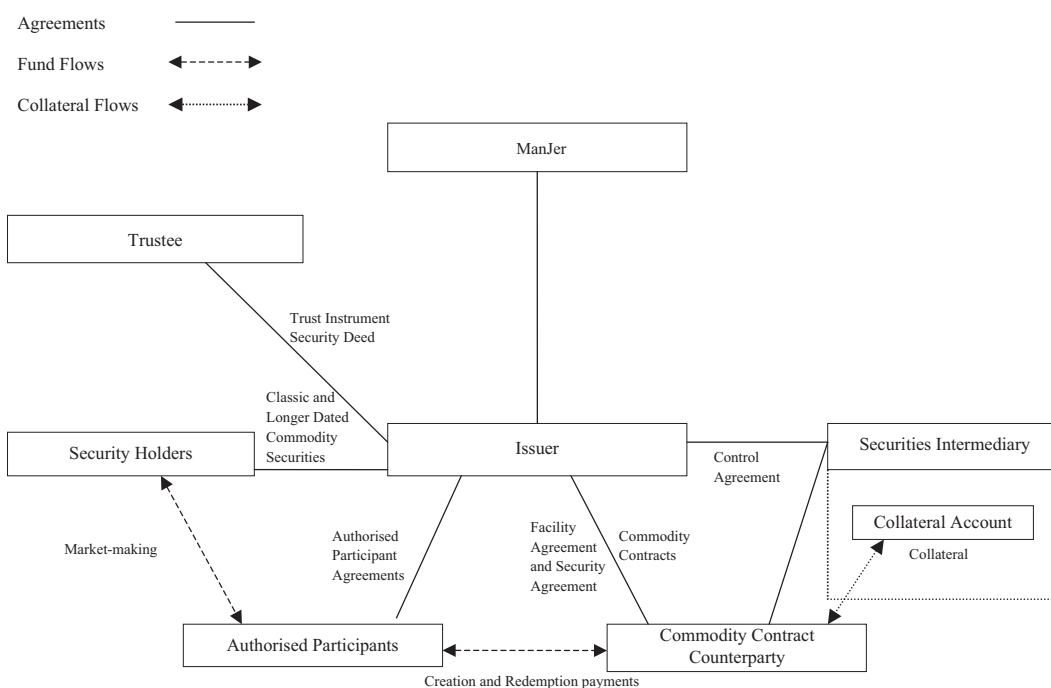 Agreements
Fund Flows
Collateral Flows
ManJer
Trustee
Trust Instrument
Security Deed
Classic and
Longer Dated
Commodity
Securities
Security Holders
Issuer
Securities Intermediary
Control
Agreement
Collateral Account
Collateral
Market-making
Authorised
Participant
Agreements
Facility
Agreement
and Security
Agreement
Commodity
Contracts
Authorised Participants
Commodity Contract
Counterparty
Creation and Redemption payments